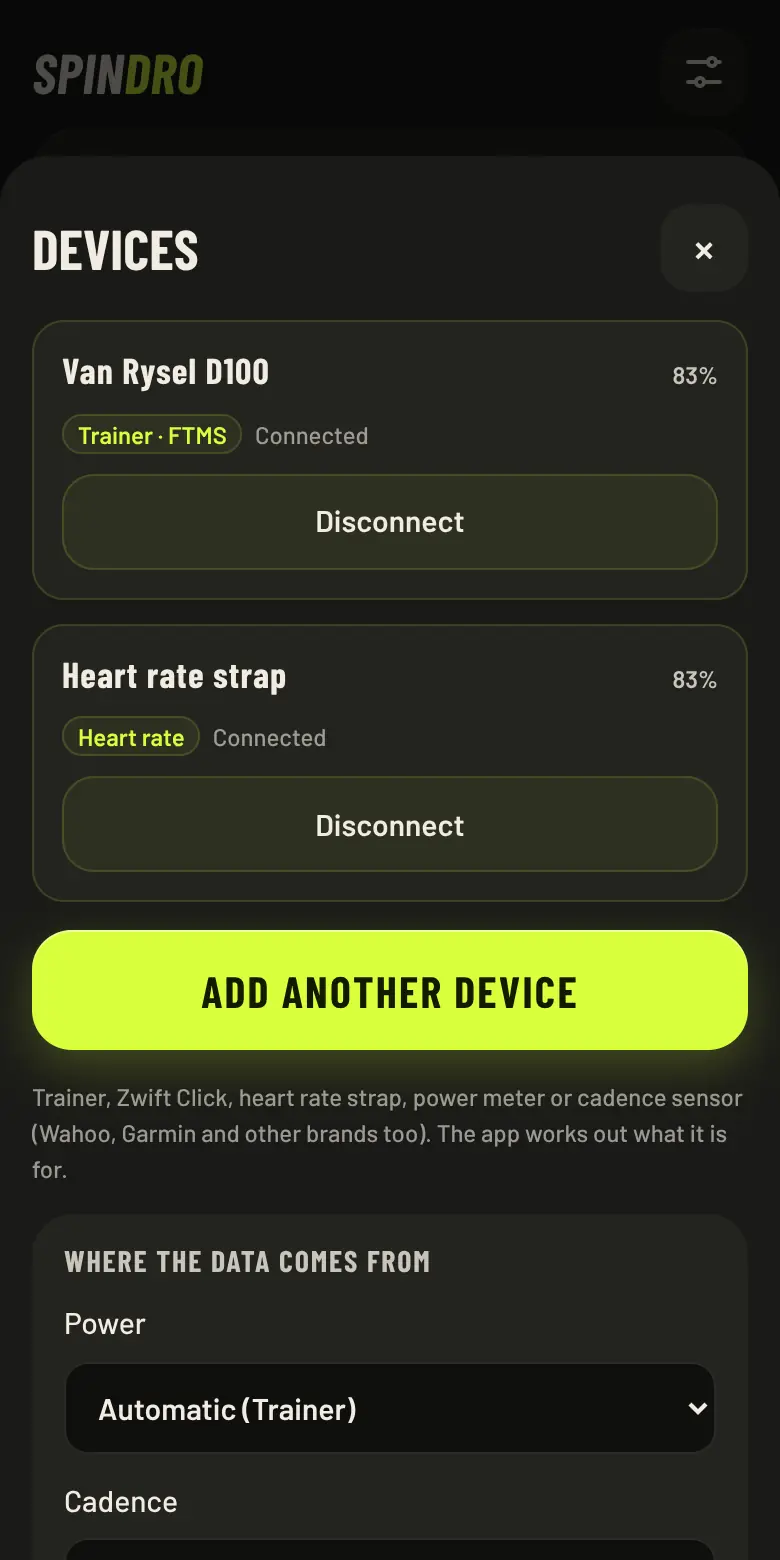 SPINDRO
DEVICES
×
Van Rysel D100
83%
Trainer · FTMS
Connected
Disconnect
Heart rate strap
83%
Heart rate
Connected
Disconnect
ADD ANOTHER DEVICE
Trainer, Zwift Click, heart rate strap, power meter or cadence sensor
(Wahoo, Garmin and other brands too). The app works out what it is
for.
WHERE THE DATA COMES FROM
Power
Automatic (Trainer)
Cadence